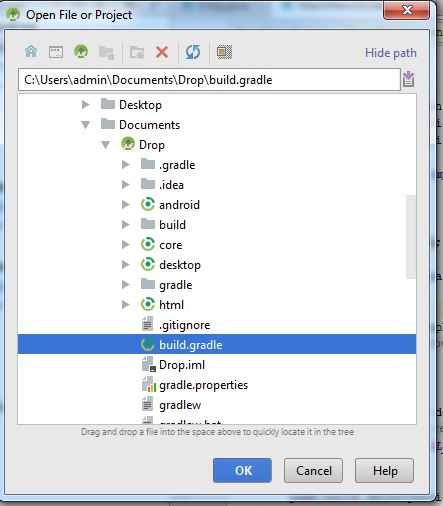 Open File or Project
Hide path
C:\Users\admin\Documents\Drop\build.gradle
Desktop
Documents
Drop
.gradle
.idea
android
build
core
desktop
gradle
html
.gitignore
build.gradle
Drop.iml
gradle.properties
gradlew
gradlew.bat
Drag and drop a file into the space above to quickly locate it in the tree
OK
Cancel
Help